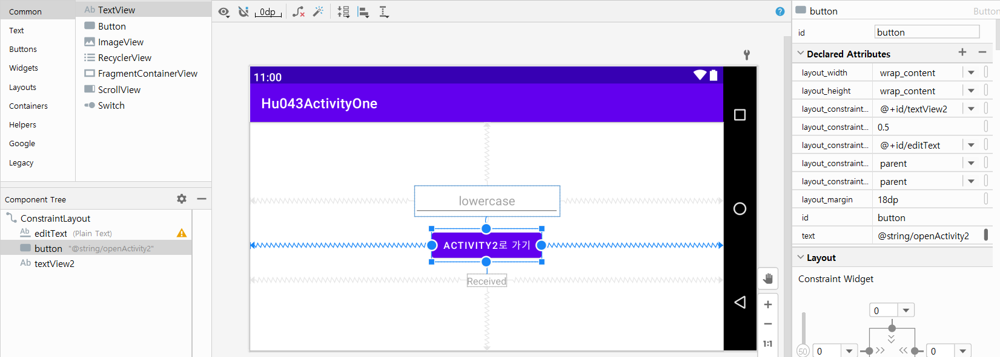 Common
Text
Buttons
Widgets
Layouts
Containers
Helpers
Google
Legacy
Ab TextView
Button
ImageView
RecyclerView
FragmentContainerView
ScrollView
Switch
Component Tree
ConstraintLayout
Ab editText (Plain Text)
button "@string/openActivity2"
Ab textView2
0dp
?
11:00
Hu043ActivityOne
lowercase
ACTIVITY2로 가기
Received
1:1
button Button
id button
Declared Attributes
layout_width wrap_content
layout_height wrap_content
layout_constraint... @+id/textView2
layout_constraint... 0.5
layout_constraint... @+id/editText
layout_constraint... parent
layout_constraint... parent
layout_margin 18dp
id button
text @string/openActivity2
Layout
Constraint Widget
0
50 0 0